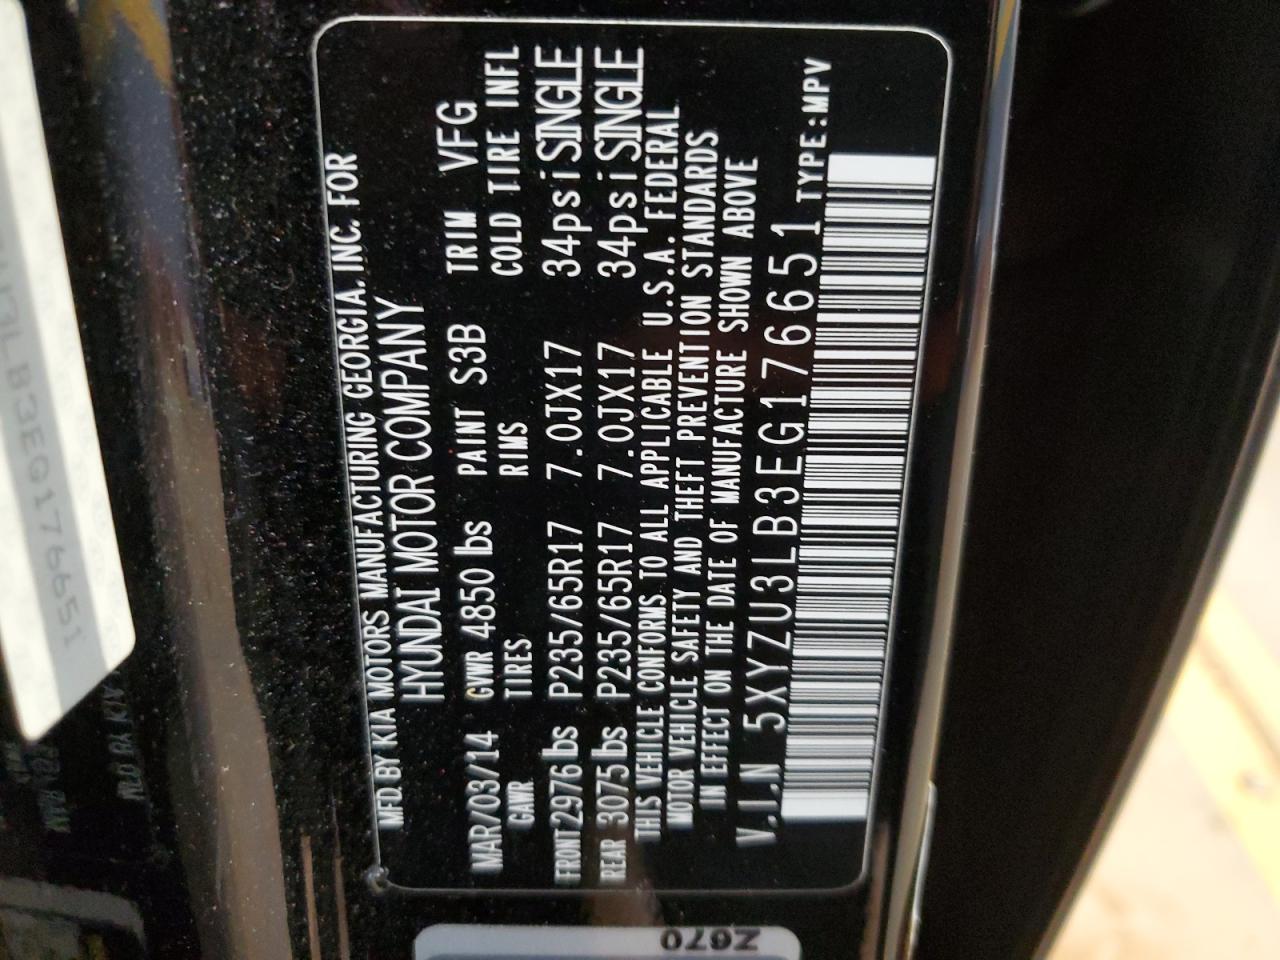 MFD BY KIA MOTORS MANUFACTURING GEORGIA, INC. FOR
HYUNDAI MOTOR COMPANY
MAR/03/14 GVWR 4850 lbs PAINT S3B TRIM VFG
GAWR TIRES RIMS COLD TIRE INFL
FRONT 2976 lbs P235/65R17 7.0JX17 34psi SINGLE
REAR 3075 lbs P235/65R17 7.0JX17 34psi SINGLE
THIS VEHICLE CONFORMS TO ALL APPLICABLE U.S.A. FEDERAL
MOTOR VEHICLE SAFETY AND THEFT PREVENTION STANDARDS
IN EFFECT ON THE DATE OF MANUFACTURE SHOWN ABOVE
V.I.N 5XYZU3LB3EG176651 TYPE:MPV
U3LB3EG176651
Z670